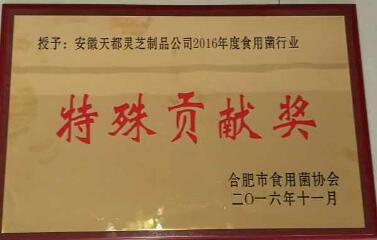 授予：安徽天都灵芝制品公司2016年度食用菌行业
特殊贡献奖
合肥市食用菌协会
二〇一六年十一月